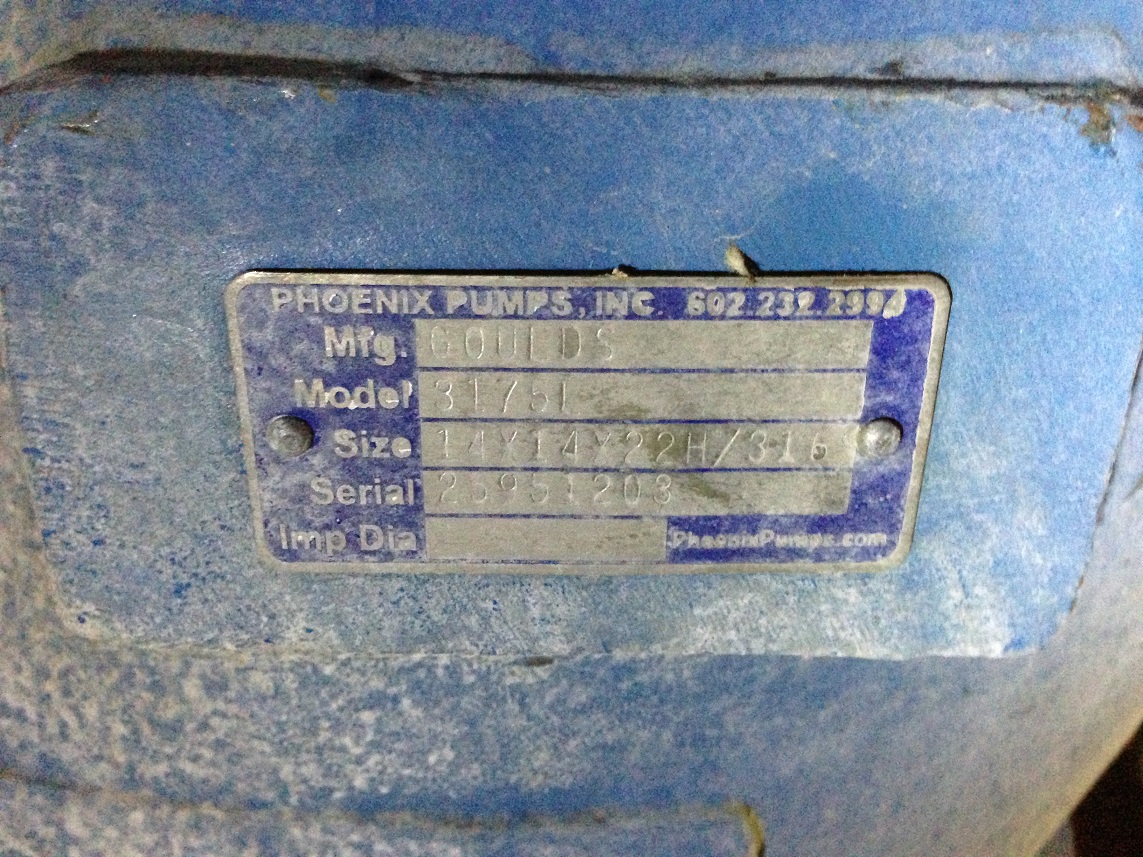 PHOENIX PUMPS, INC. 602.232.2994
Mfg. GOULDS
Model 3175L
Size 14X14X22H/316
Serial 25951203
Imp Dia
PhoenixPumps.com